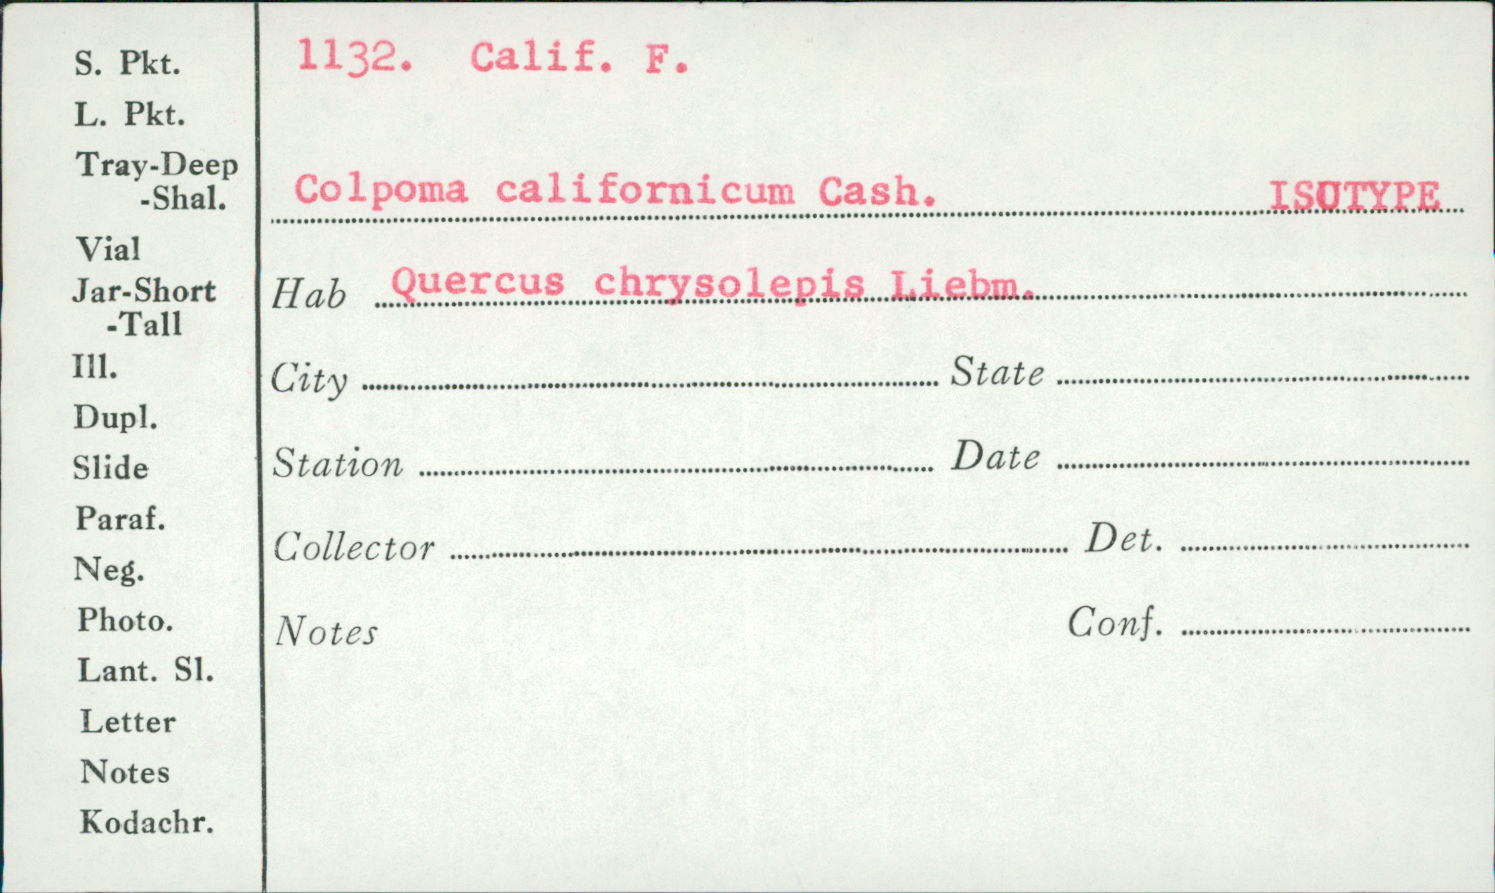 S. Pkt.
L. Pkt.
Tray-Deep
-Shal.
Vial
Jar-Short
-Tall
Ill.
Dupl.
Slide
Paraf.
Neg.
Photo.
Lant. Sl.
Letter
Notes
Kodachr.
1132. Calif. F.
Colpoma californicum Cash. ISOTYPE
Hab Quercus chrysolepis Liebm.
City State
Station Date
Collector Det.
Notes Conf.